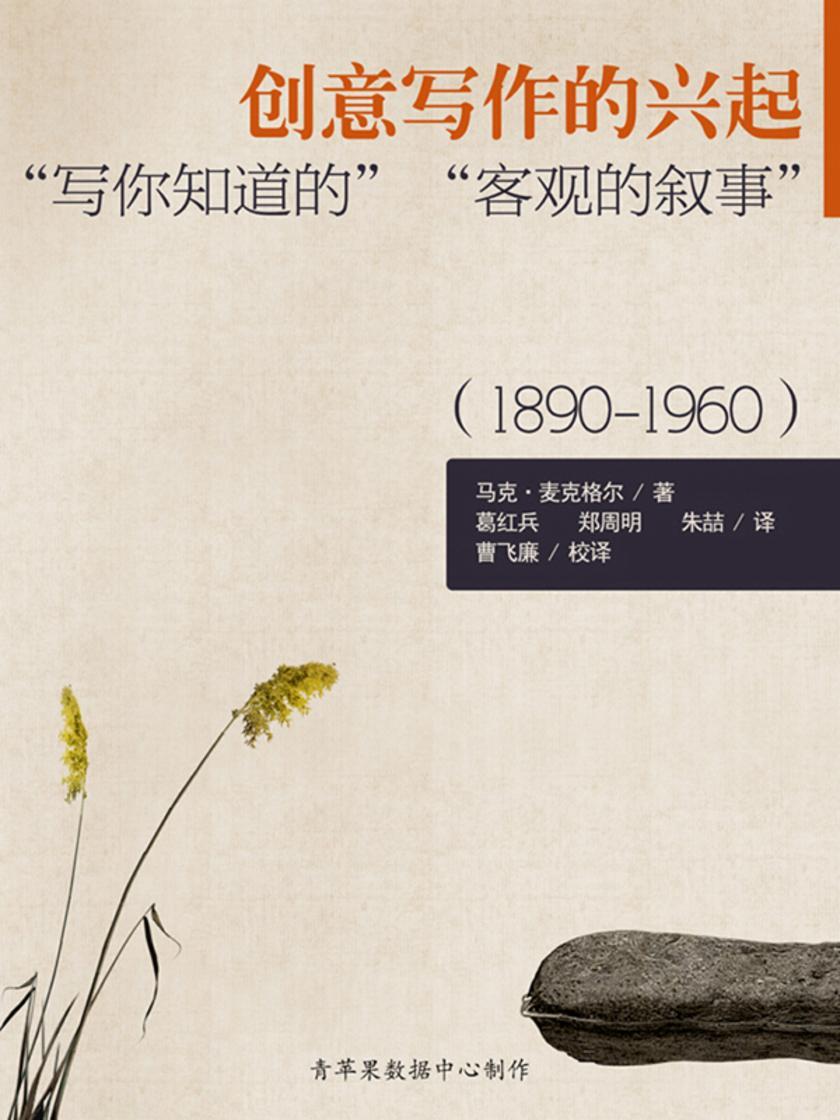 创意写作的兴起
“写你知道的” “客观的叙事”
（1890-1960）
马克·麦克格尔 / 著
葛红兵 郑周明 朱喆 / 译
曹飞廉 / 校译
青苹果数据中心制作